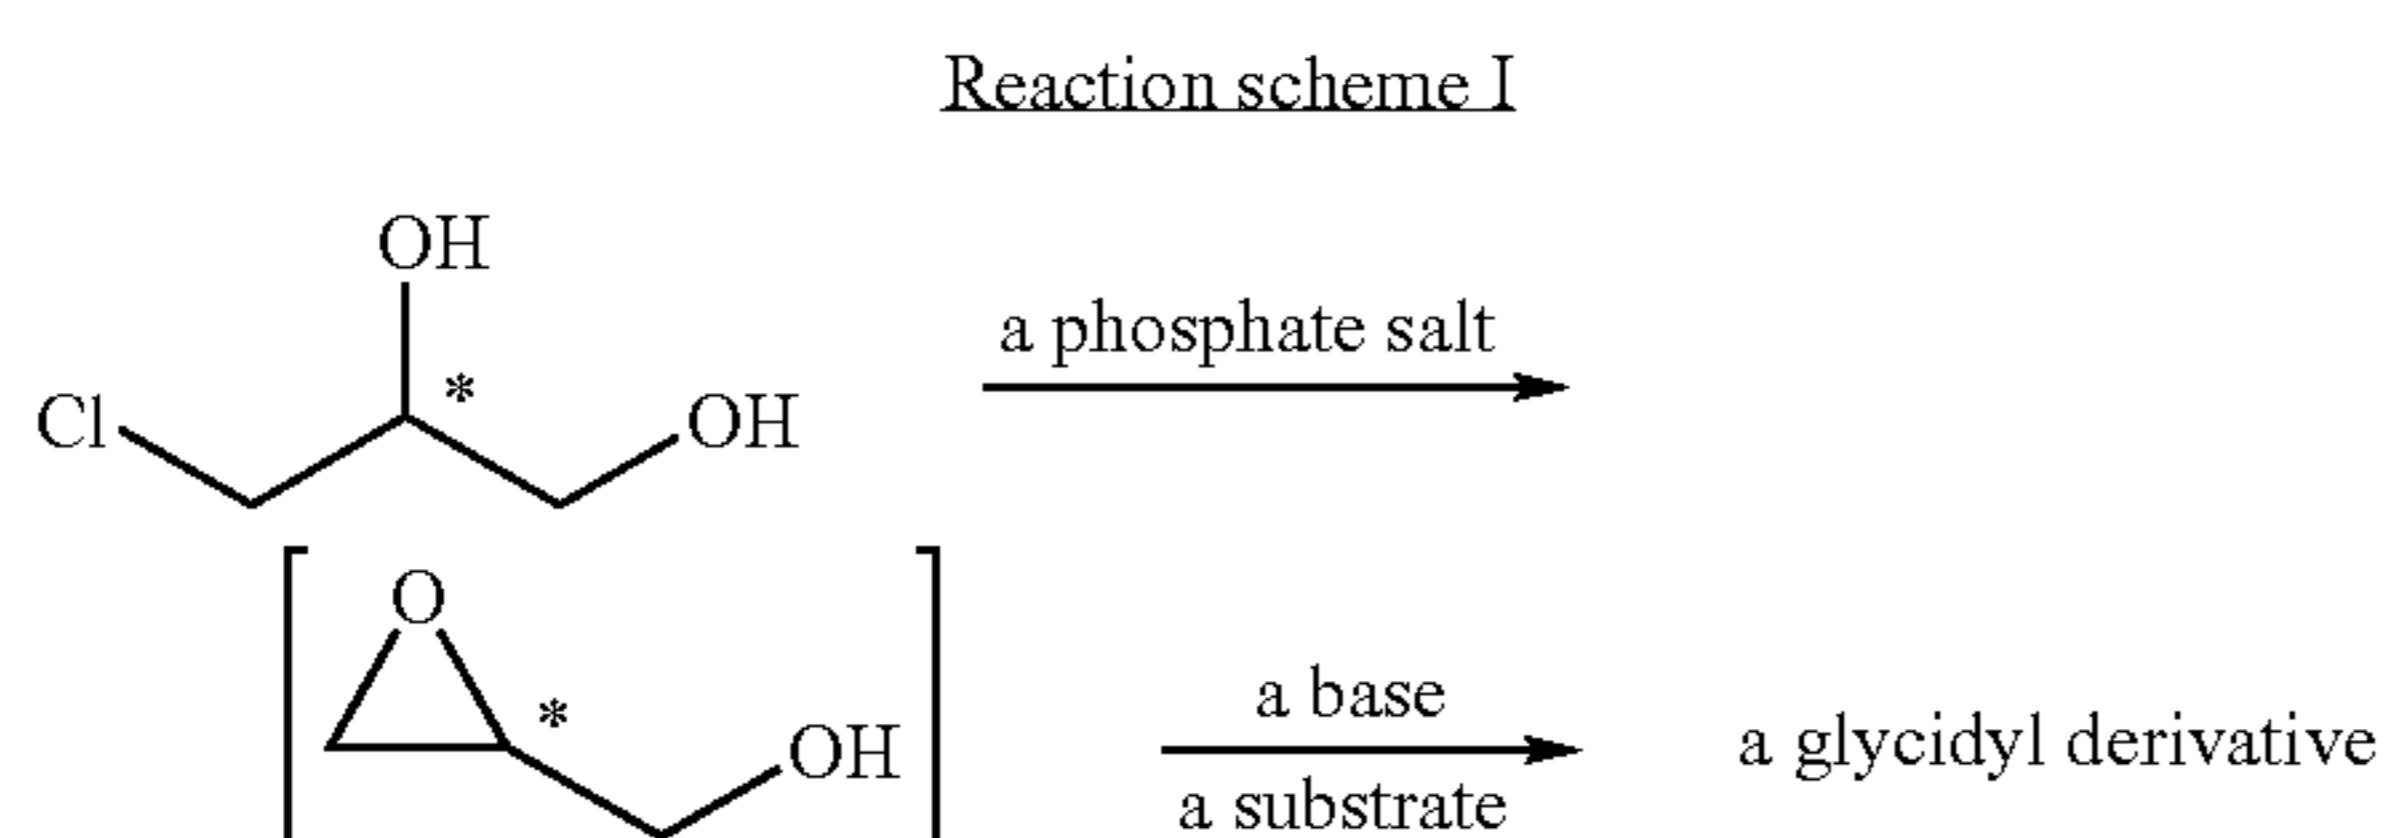 Reaction scheme I
OH
a phosphate salt
Cl
*
OH
O
*
OH
a base
a substrate
a glycidyl derivative